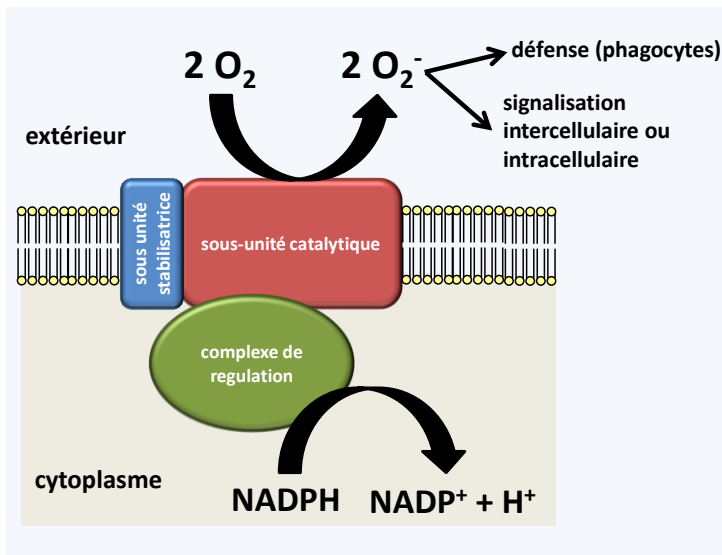 2 O₂
2 O₂⁻
défense (phagocytes)
signalisation
intercellulaire ou
intracellulaire
extérieur
sous unité
stabilisatrice
sous-unité catalytique
complexe de
regulation
cytoplasme
NADPH
NADP⁺ + H⁺